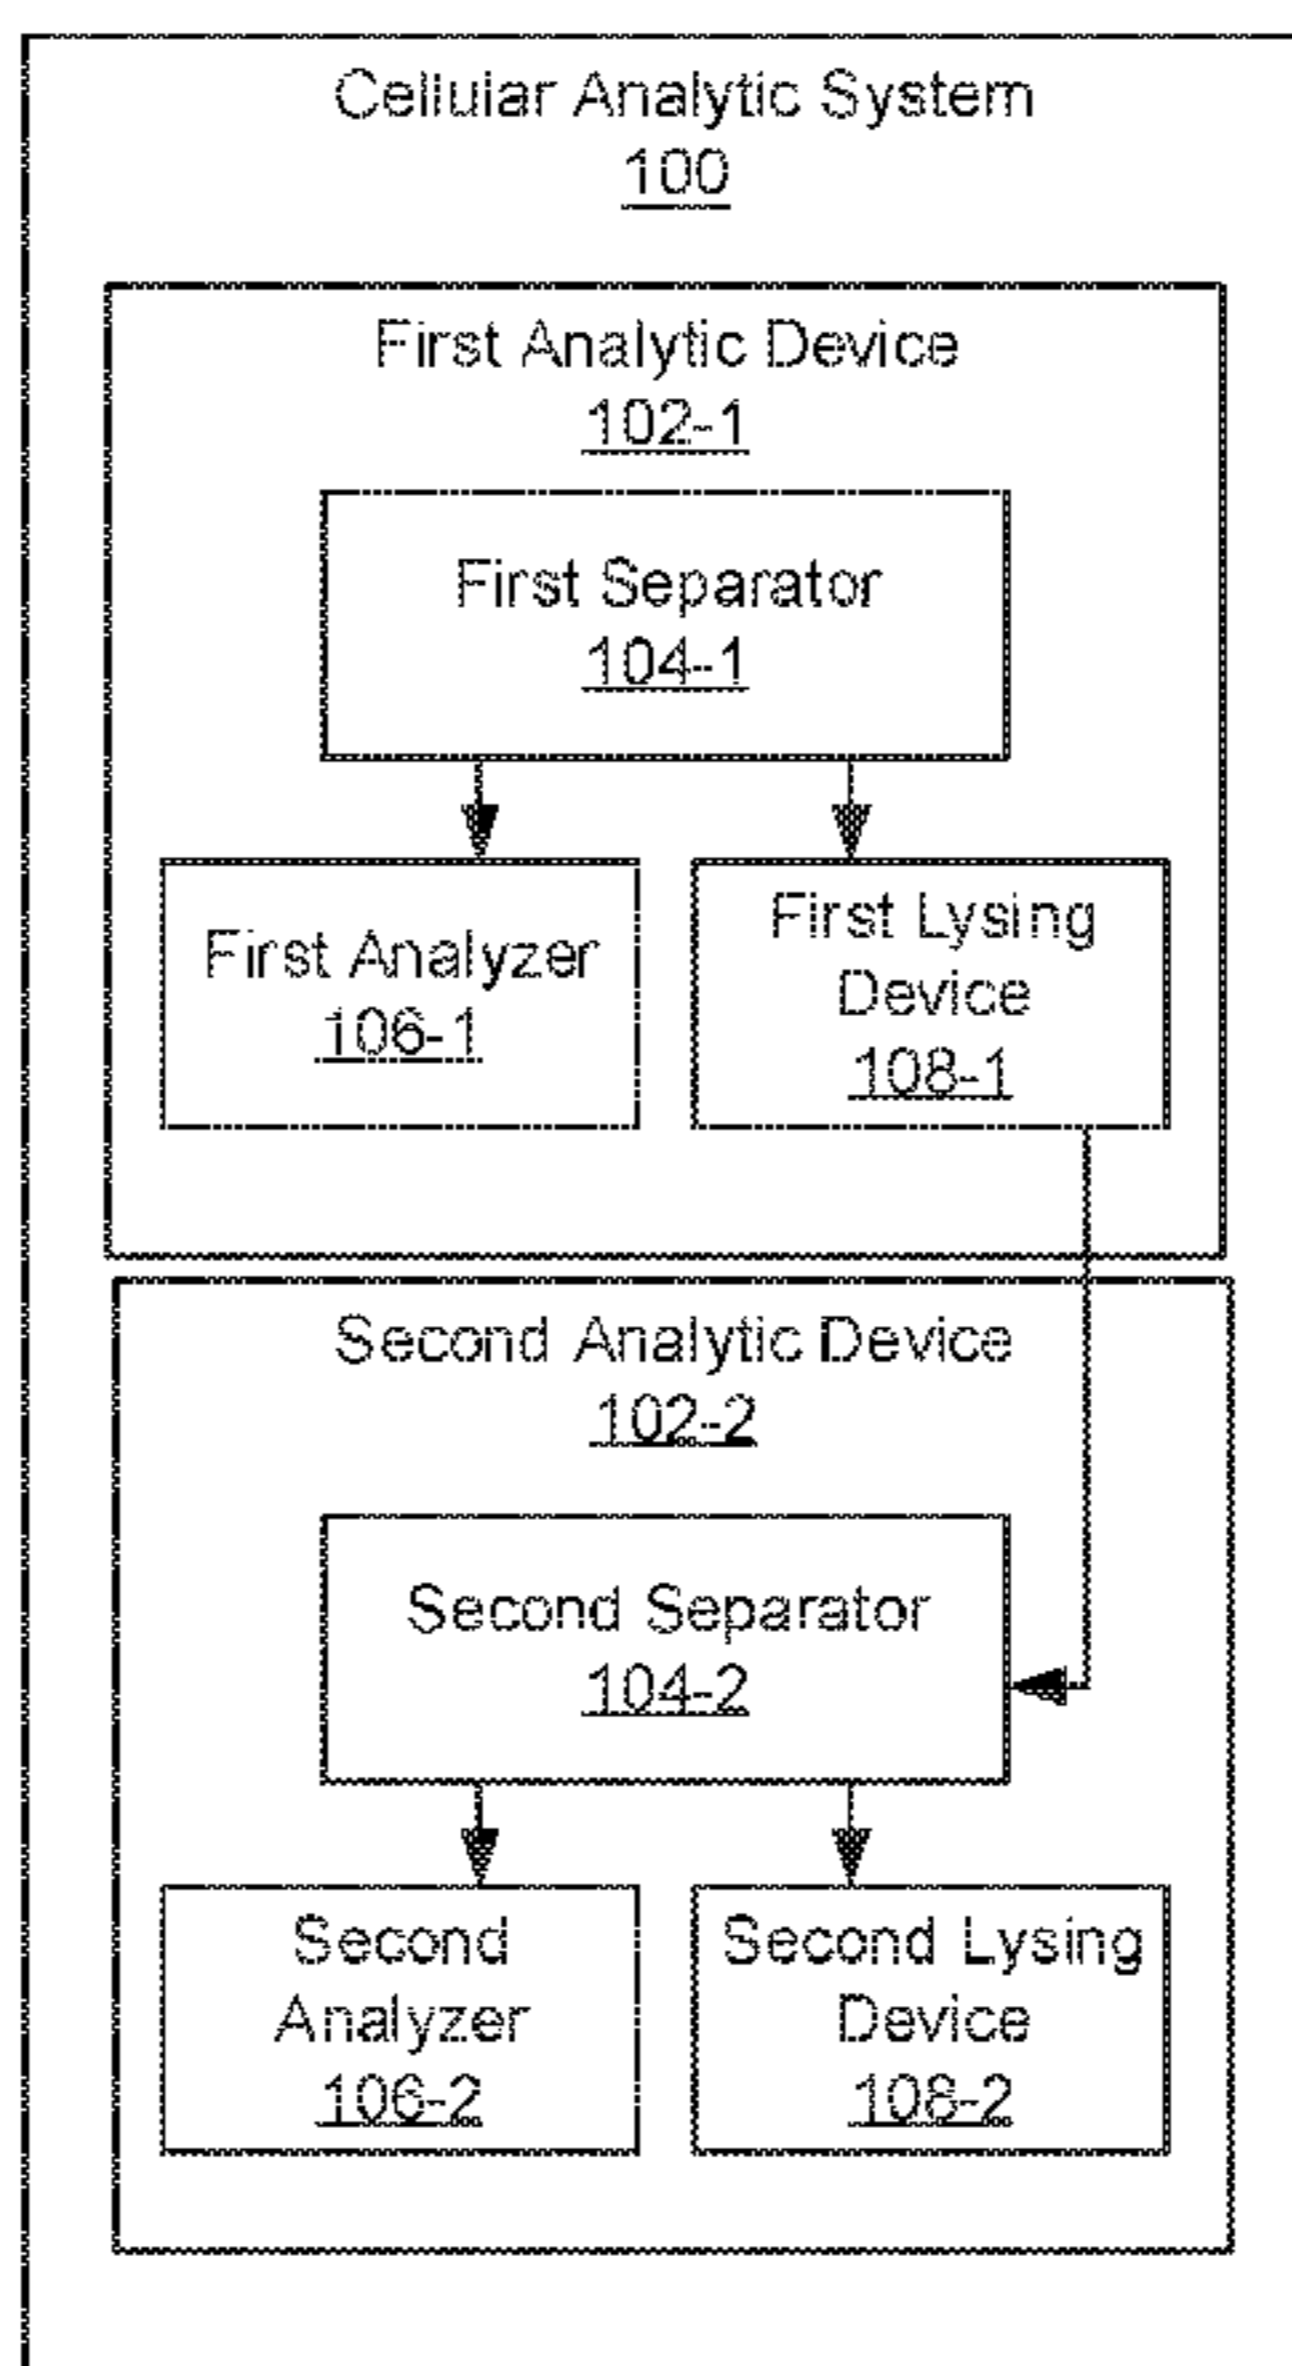 Cellular Analytic System
100
First Analytic Device
102-1
First Separator
104-1
First Analyzer
106-1
First Lysing
Device
108-1
Second Analytic Device
102-2
Second Separator
104-2
Second
Analyzer
106-2
Second Lysing
Device
108-2